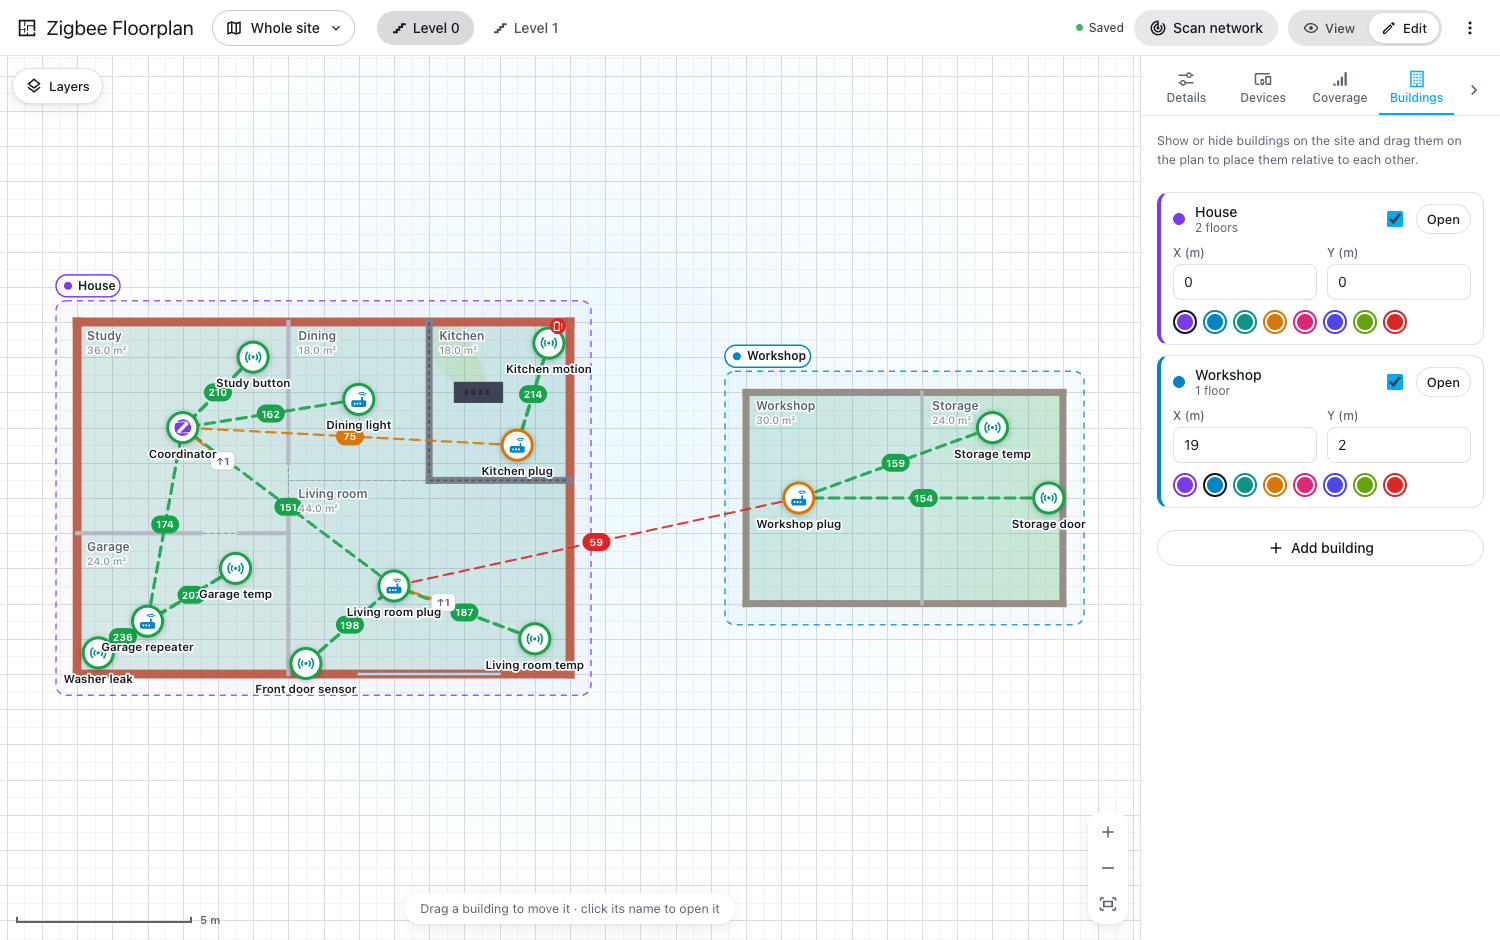 Zigbee Floorplan
Whole site
Level 0
Level 1
Saved
Scan network
View
Edit
Layers
Details
Devices
Coverage
Buildings
Show or hide buildings on the site and drag them on
the plan to place them relative to each other.
House
2 floors
Open
X (m)
Y (m)
0
0
Workshop
1 floor
Open
X (m)
Y (m)
19
2
+ Add building
House
Study
36.0 m²
Dining
18.0 m²
Kitchen
18.0 m²
Kitchen motion
Study button
210
162
214
Dining light
75
Coordinator
↑1
Kitchen plug
Living room
44.0 m²
151
174
Garage
24.0 m²
59
207
Garage temp
↑1
Living room plug
187
198
236
Garage repeater
Living room temp
Washer leak
Front door sensor
Workshop
Workshop
30.0 m²
Storage
24.0 m²
Storage temp
159
154
Workshop plug
Storage door
5 m
Drag a building to move it · click its name to open it